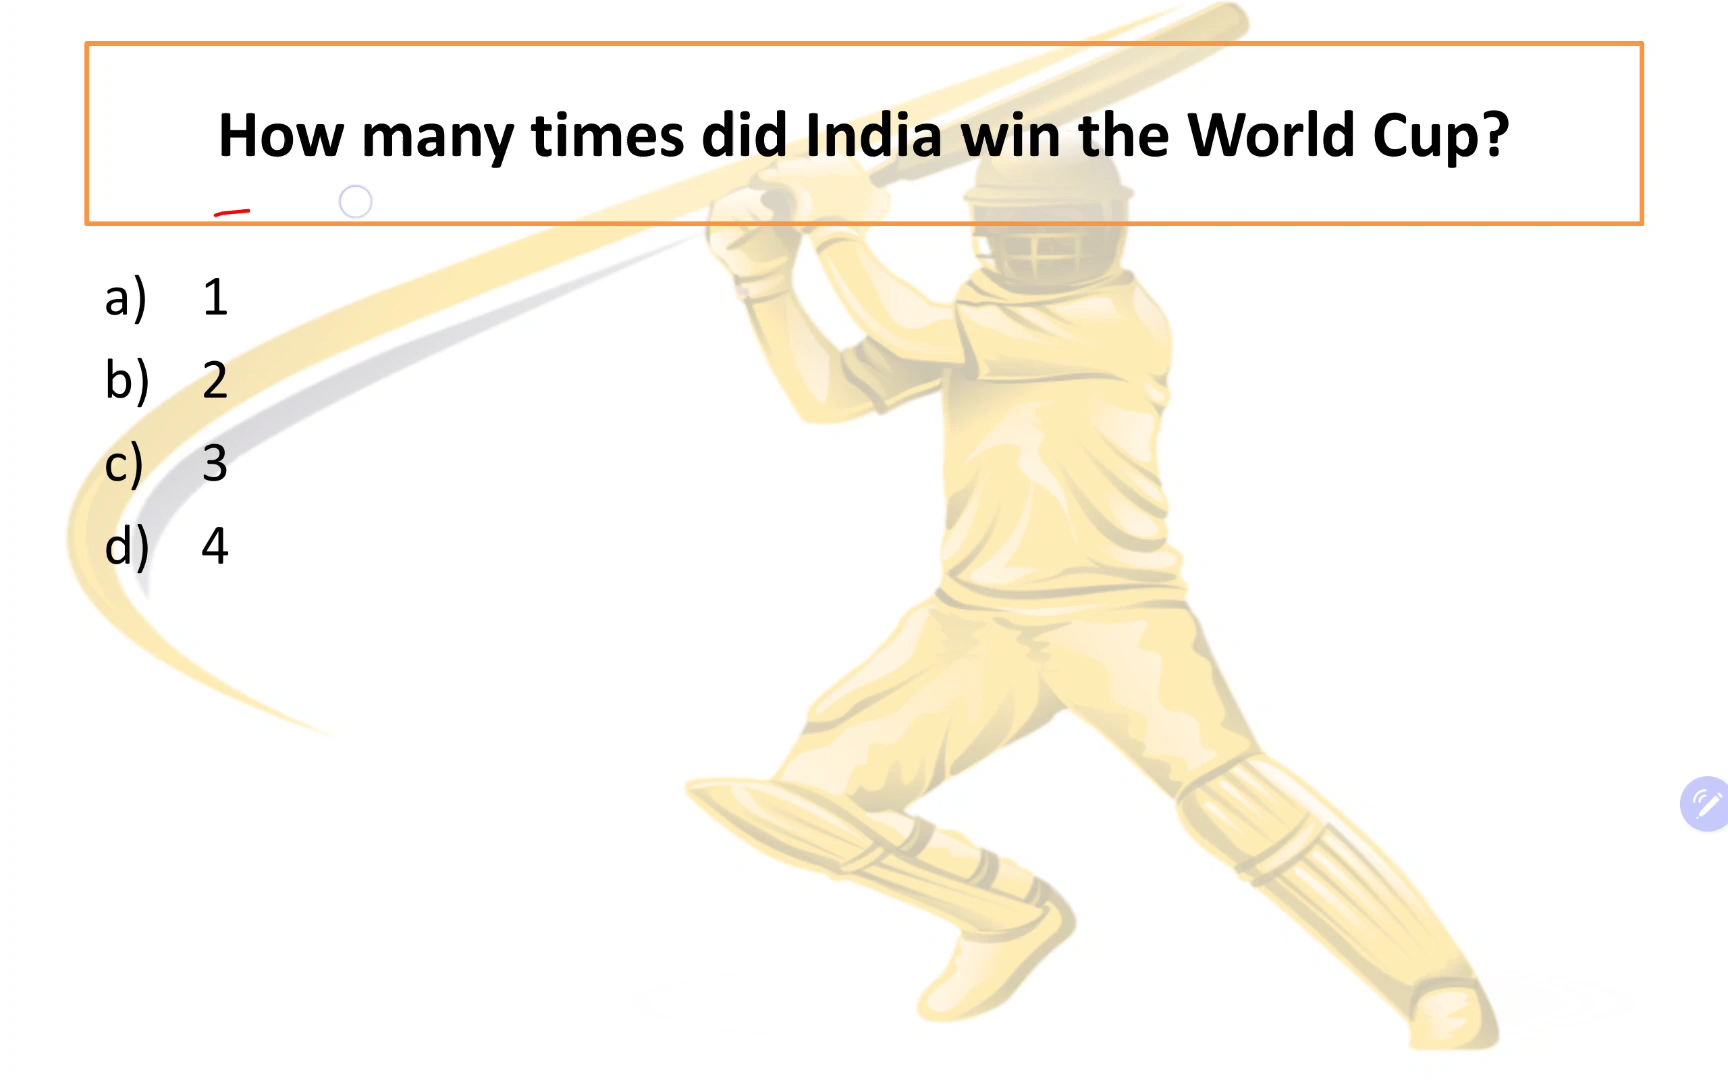 How many times did India win the World Cup?
a) 1
b) 2
c) 3
d) 4